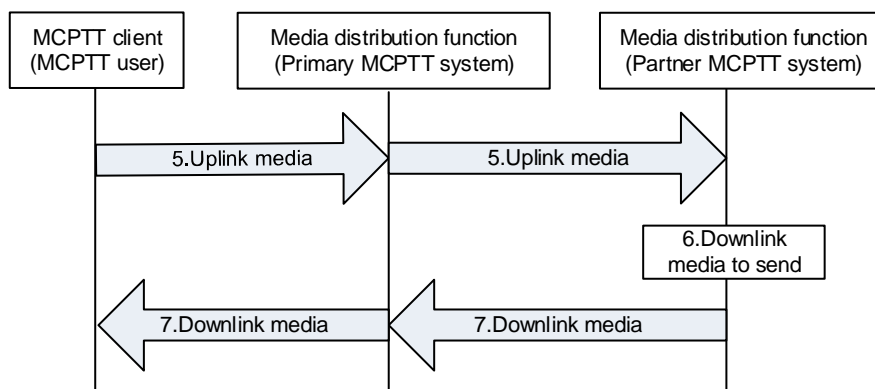 MCPTT client
(MCPTT user)
Media distribution function
(Primary MCPTT system)
Media distribution function
(Partner MCPTT system)
5.Uplink media
5.Uplink media
6.Downlink
media to send
7.Downlink media
7.Downlink media